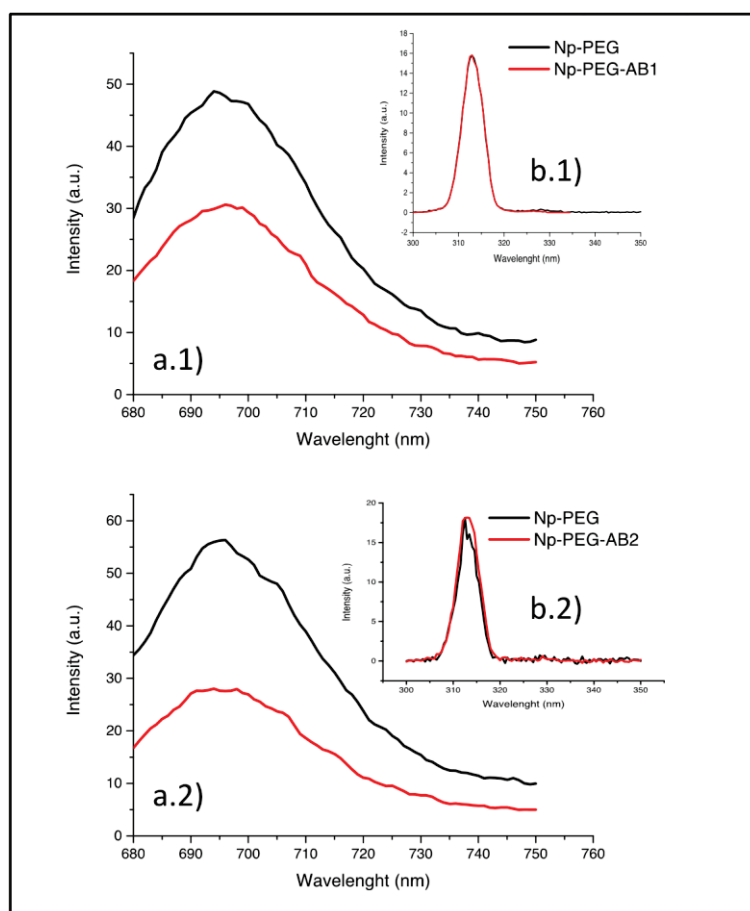 Np-PEG
Np-PEG-AB1
b.1)
Intensity (a.u.)
18
16
14
12
10
8
6
4
2
0
-2
300 310 320 330 340 350
Wavelenght (nm)
a.1)
Intensity (a.u.)
50
40
30
20
10
0
680 690 700 710 720 730 740 750 760
Wavelenght (nm)
Np-PEG
Np-PEG-AB2
b.2)
Intensity (a.u.)
20
15
10
5
0
300 310 320 330 340 350
Wavelenght (nm)
a.2)
Intensity (a.u.)
60
50
40
30
20
10
0
680 690 700 710 720 730 740 750 760
Wavelenght (nm)